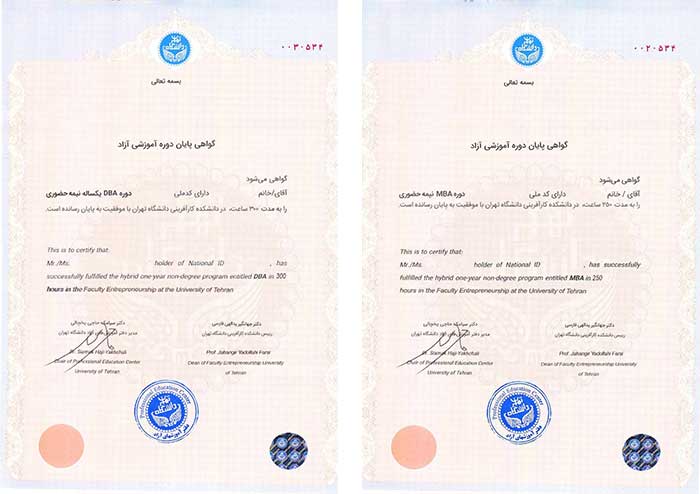 ۰۰۳۰۵۳۴
بسمه تعالی
گواهی پایان دوره آموزشی آزاد
گواهی می‌شود
آقای/خانم دارای کدملی دوره DBA یکساله نیمه حضوری
را به مدت ۳۰۰ ساعت، در دانشکده کارآفرینی دانشگاه تهران با موفقیت به پایان رسانده است.
This is to certify that:
Mr./Ms. holder of National ID , has
successfully fulfilled the hybrid one-year non-degree program entitled DBA in 300
hours in the Faculty Entrepreneurship at the University of Tehran
دکتر سیامک حاجی یخچالی
دکتر جهانگیر یدالهی فارسی
مدیر دفتر آموزش های آزاد دانشگاه تهران
رییس دانشکده کارآفرینی دانشگاه تهران
Dr. Siamak Haji Yakhchali
Prof. Jahangir Yadollahi Farsi
Chair of Professional Education Center
Dean of Faculty Entrepreneurship University
University of Tehran
of Tehran
Professional Education Center
دانشگاه تهران
دفتر آموزشهای آزاد
۰۰۲۰۵۳۴
بسمه تعالی
گواهی پایان دوره آموزشی آزاد
گواهی می‌شود
آقای / خانم دارای کد ملی دوره MBA نیمه حضوری
را به مدت ۲۵۰ ساعت، در دانشکده کارآفرینی دانشگاه تهران با موفقیت به پایان رسانده است.
This is to certify that:
Mr./Ms. holder of National ID , has successfully
fulfilled the hybrid one-year non-degree program entitled MBA in 250
hours in the Faculty Entrepreneurship at the University of Tehran
دکتر سیامک حاجی یخچالی
دکتر جهانگیر یدالهی فارسی
مدیر دفتر آموزش های آزاد دانشگاه تهران
رییس دانشکده کارآفرینی دانشگاه تهران
Dr. Siamak Haji Yakhchali
Prof. Jahangir Yadollahi Farsi
Chair of Professional Education Center
Dean of Faculty Entrepreneurship University
University of Tehran
of Tehran
Professional Education Center
دانشگاه تهران
دفتر آموزشهای آزاد